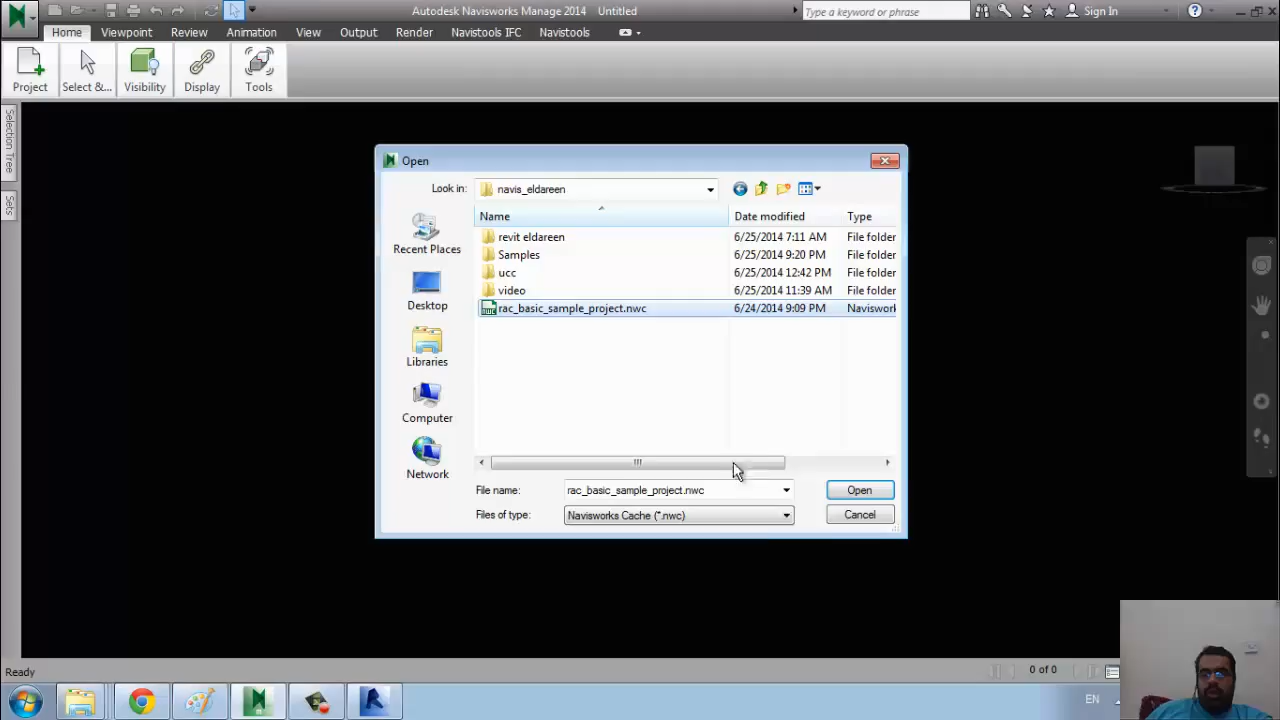 Autodesk Navisworks Manage 2014 Untitled
Type a keyword or phrase
Sign In
Home Viewpoint Review Animation View Output Render Navistools IFC Navistools
Project Select &... Visibility Display Tools
Selection Tree
Sets
Open
Look in: navis_eldareen
Name Date modified Type
revit eldareen 6/25/2014 7:11 AM File folder
Samples 6/25/2014 9:20 PM File folder
ucc 6/25/2014 12:42 PM File folder
video 6/25/2014 11:39 AM File folder
rac_basic_sample_project.nwc 6/24/2014 9:09 PM Naviswork
Recent Places
Desktop
Libraries
Computer
Network
File name: rac_basic_sample_project.nwc Open
Files of type: Navisworks Cache (*.nwc) Cancel
Ready 0 of 0
EN